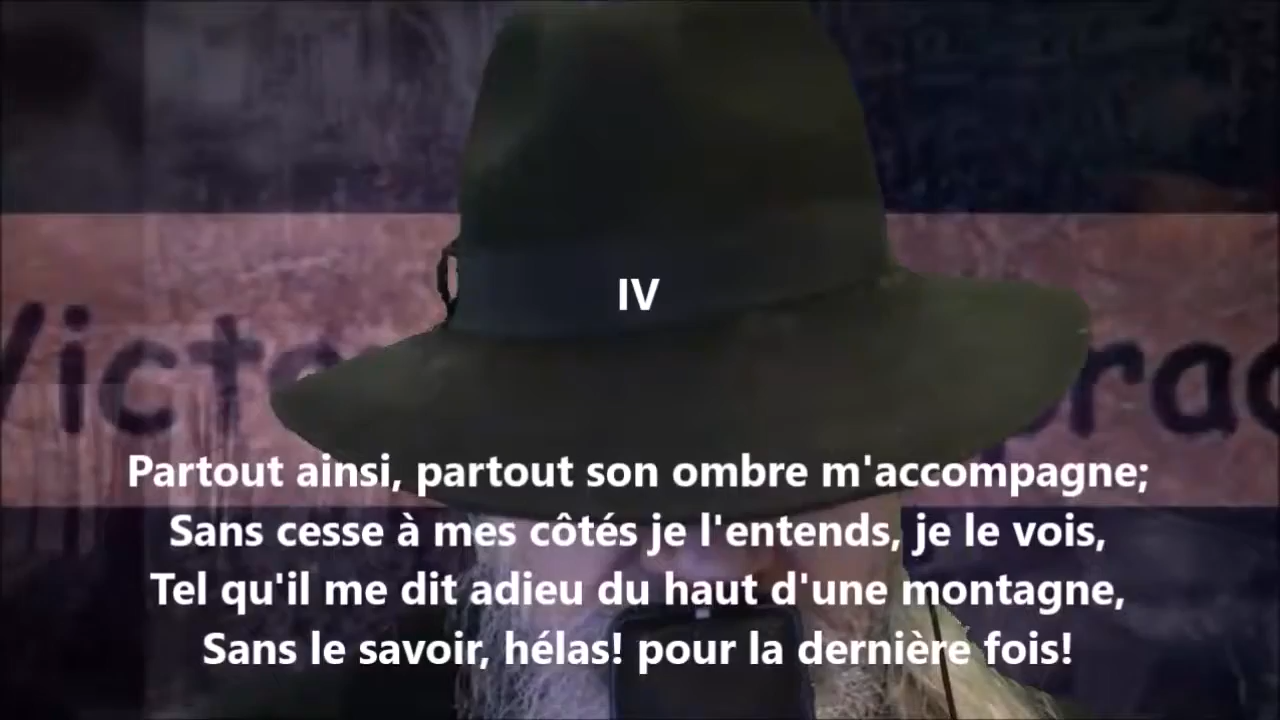 IV
Partout ainsi, partout son ombre m'accompagne;
Sans cesse à mes côtés je l'entends, je le vois,
Tel qu'il me dit adieu du haut d'une montagne,
Sans le savoir, hélas! pour la dernière fois!